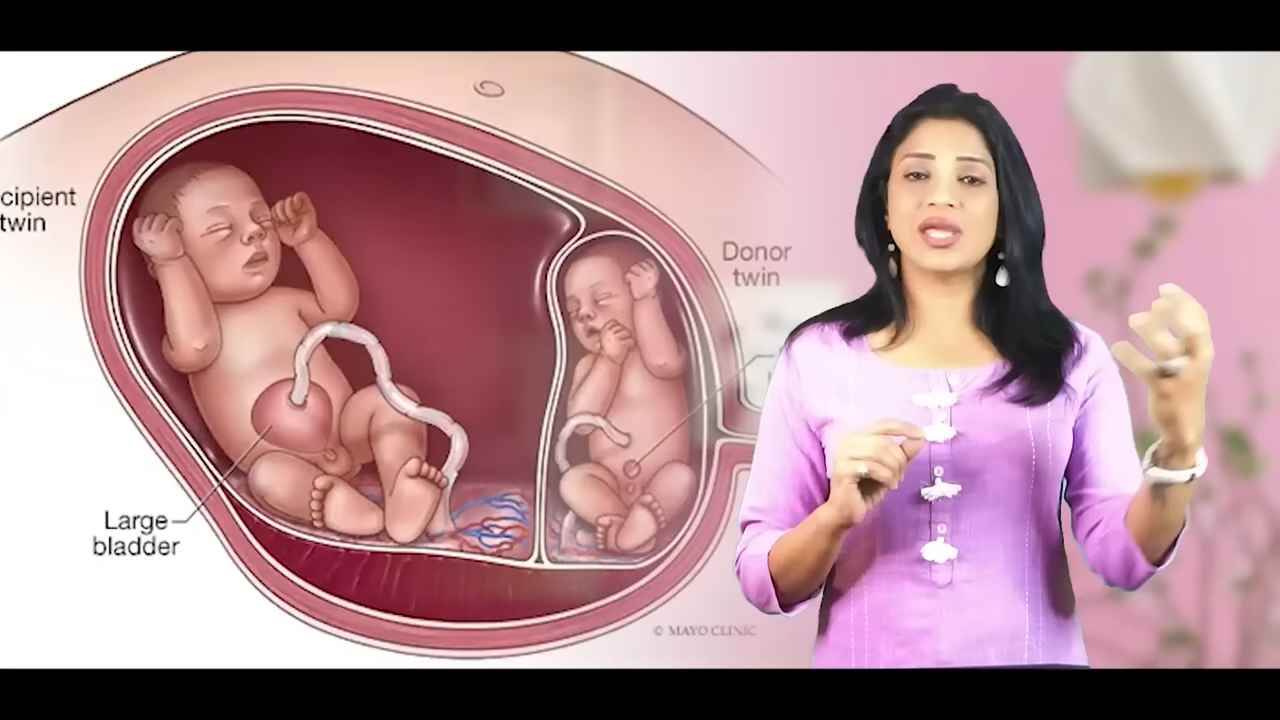 cipient
twin
Donor
twin
Large
bladder
© MAYO CLINIC